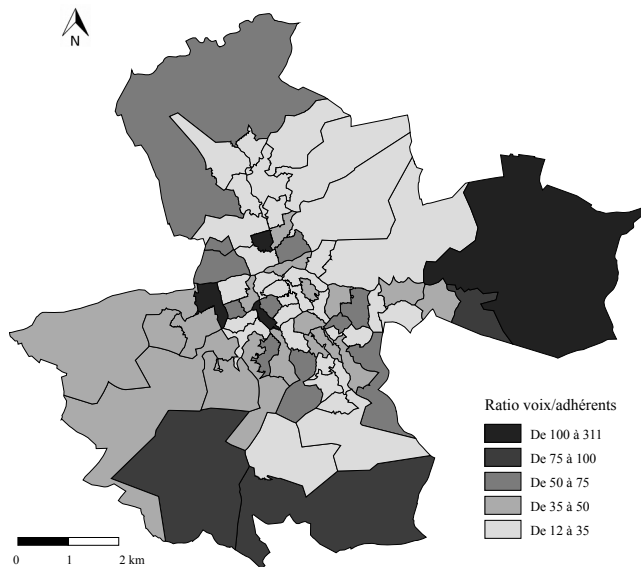 N
Ratio voix/adhérents
De 100 à 311
De 75 à 100
De 50 à 75
De 35 à 50
De 12 à 35
0 1 2 km